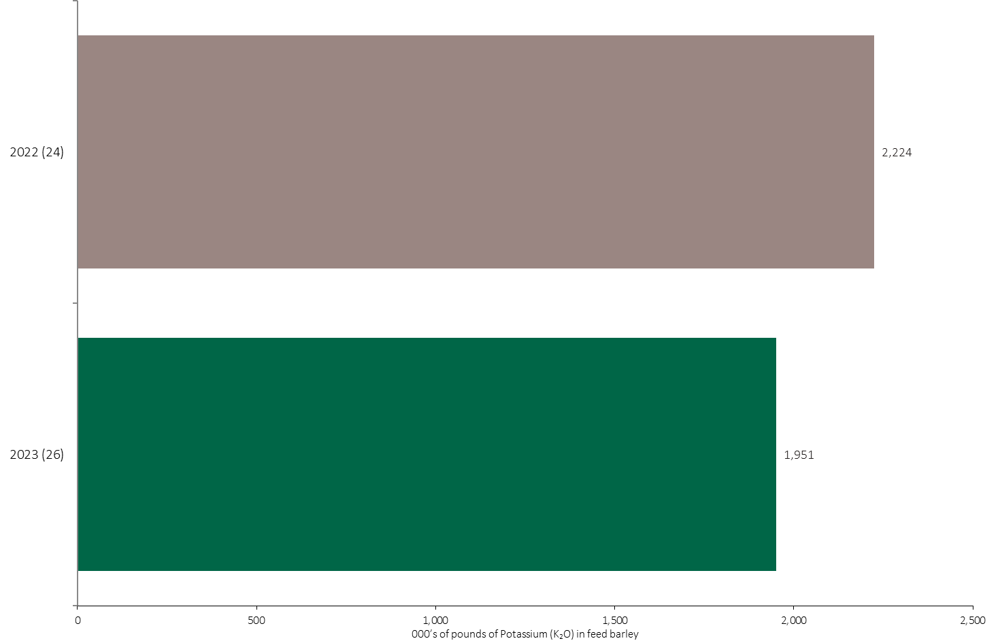 2022 (24)
2,224
2023 (26)
1,951
0 500 1,000 1,500 2,000 2,500
000's of pounds of Potassium (K₂O) in feed barley